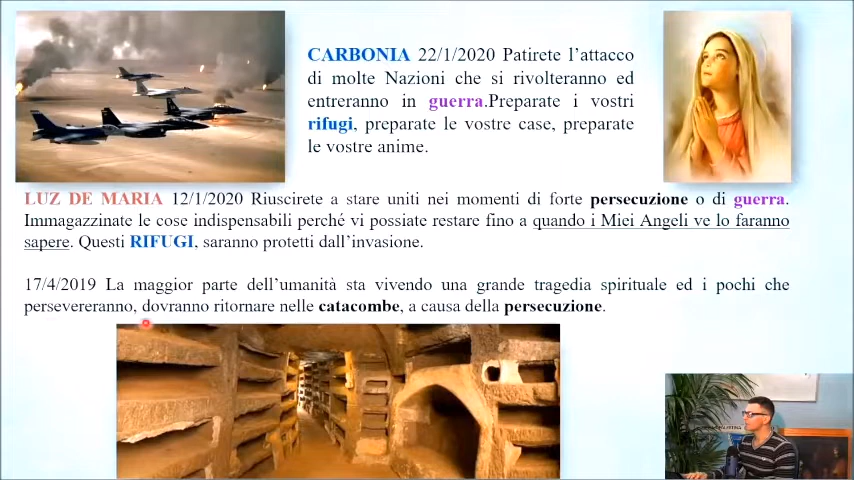 CARBONIA 22/1/2020 Patirete l’attacco
di molte Nazioni che si rivolteranno ed
entreranno in guerra.Preparate i vostri
rifugi, preparate le vostre case, preparate
le vostre anime.
LUZ DE MARIA 12/1/2020 Riuscirete a stare uniti nei momenti di forte persecuzione o di guerra.
Immagazzinate le cose indispensabili perché vi possiate restare fino a quando i Miei Angeli ve lo faranno
sapere. Questi RIFUGI, saranno protetti dall’invasione.
17/4/2019 La maggior parte dell’umanità sta vivendo una grande tragedia spirituale ed i pochi che
persevereranno, dovranno ritornare nelle catacombe, a causa della persecuzione.